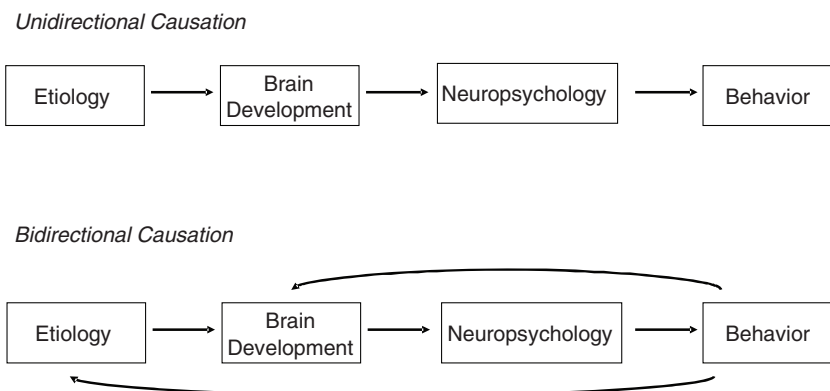 Unidirectional Causation
Etiology
Brain
Development
Neuropsychology
Behavior
Bidirectional Causation
Etiology
Brain
Development
Neuropsychology
Behavior